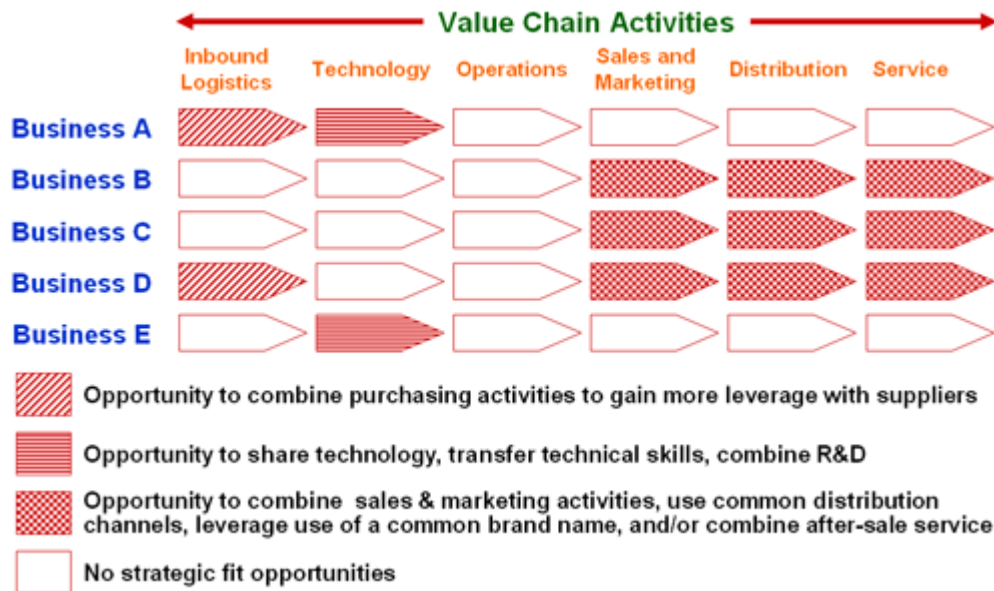 Value Chain Activities
Inbound
Logistics
Technology
Operations
Sales and
Marketing
Distribution
Service
Business A
Business B
Business C
Business D
Business E
Opportunity to combine purchasing activities to gain more leverage with suppliers
Opportunity to share technology, transfer technical skills, combine R&D
Opportunity to combine sales & marketing activities, use common distribution
channels, leverage use of a common brand name, and/or combine after-sale service
No strategic fit opportunities